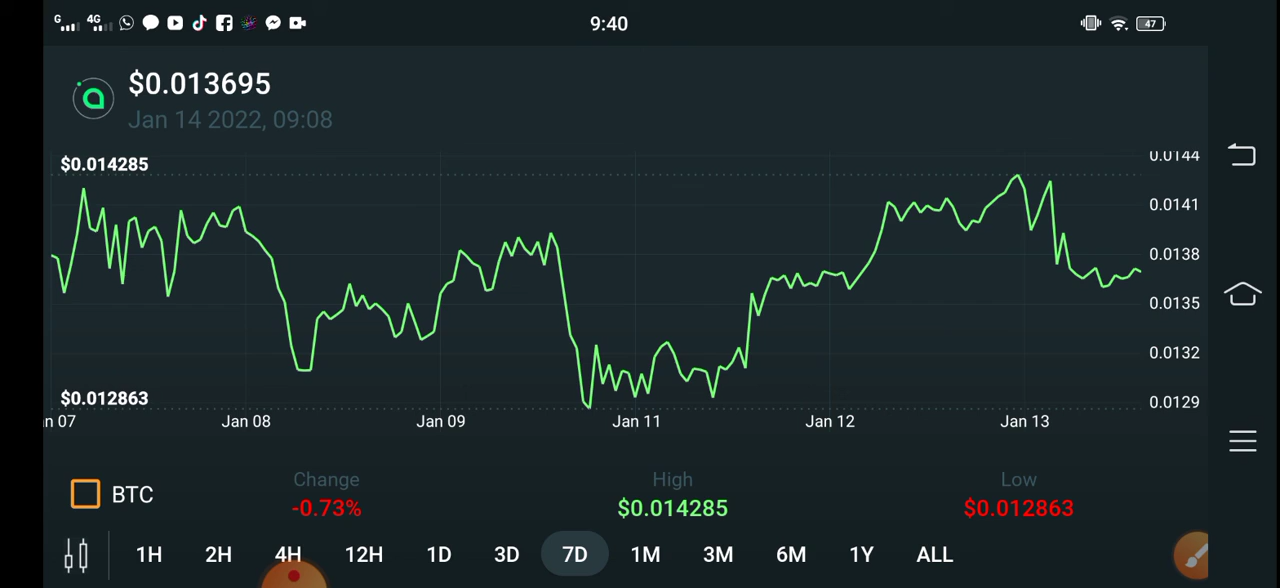 G 4G 9:40 47
$0.013695
Jan 14 2022, 09:08
$0.014285
0.0144
0.0141
0.0138
0.0135
0.0132
$0.012863
0.0129
n 07 Jan 08 Jan 09 Jan 11 Jan 12 Jan 13
BTC
Change High Low
-0.73% $0.014285 $0.012863
1H 2H 4H 12H 1D 3D 7D 1M 3M 6M 1Y ALL